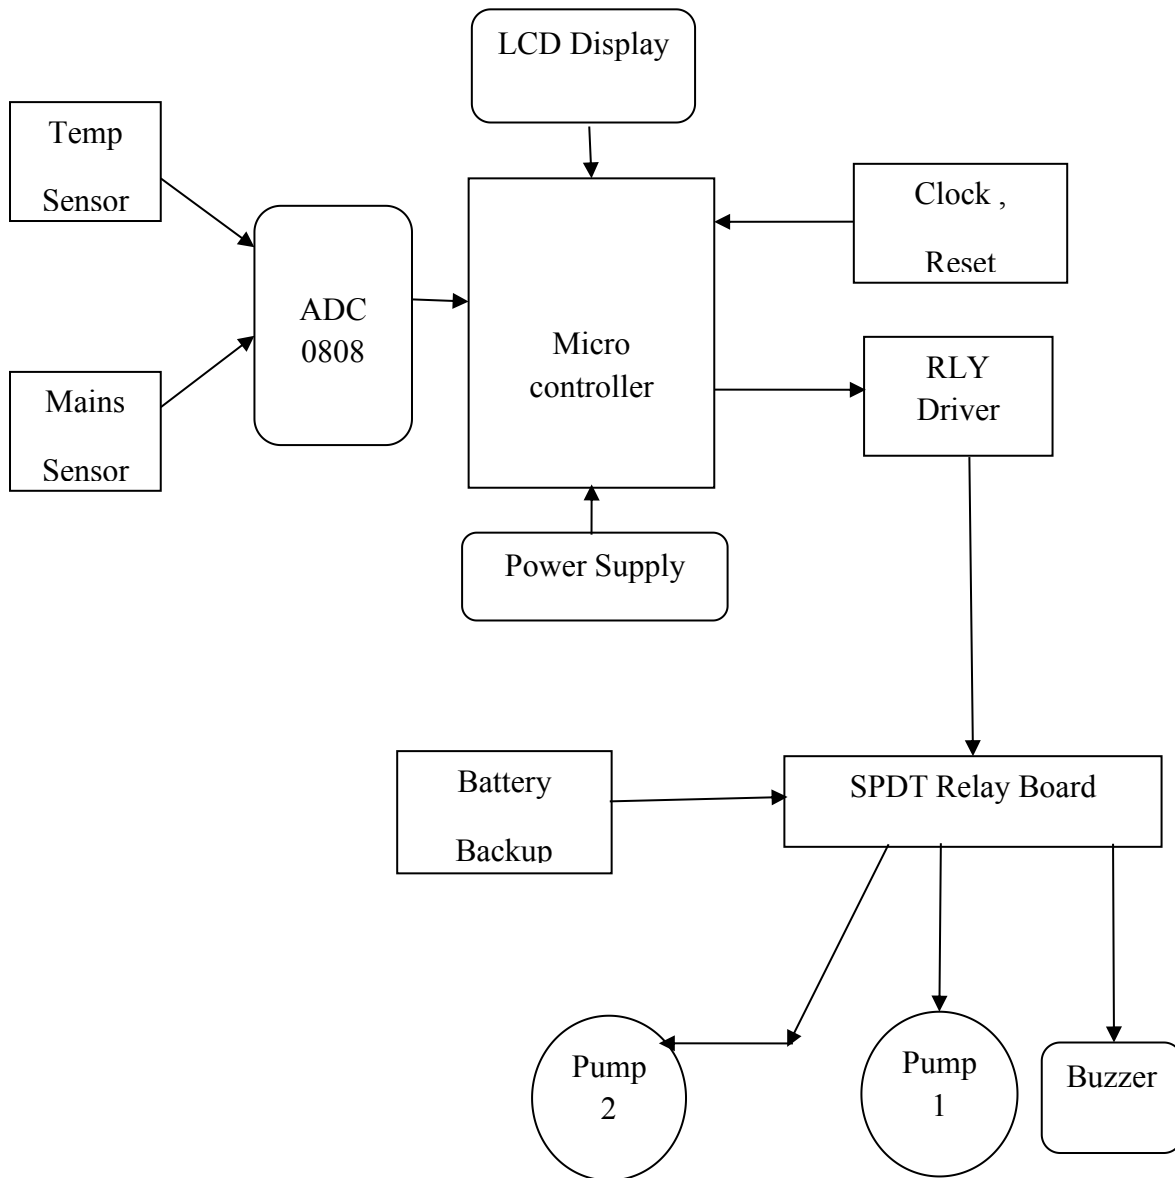 LCD Display
Temp
Sensor
Clock ,
Reset
ADC
0808
Micro
controller
RLY
Driver
Mains
Sensor
Power Supply
Battery
Backup
SPDT Relay Board
Pump
2
Pump
1
Buzzer